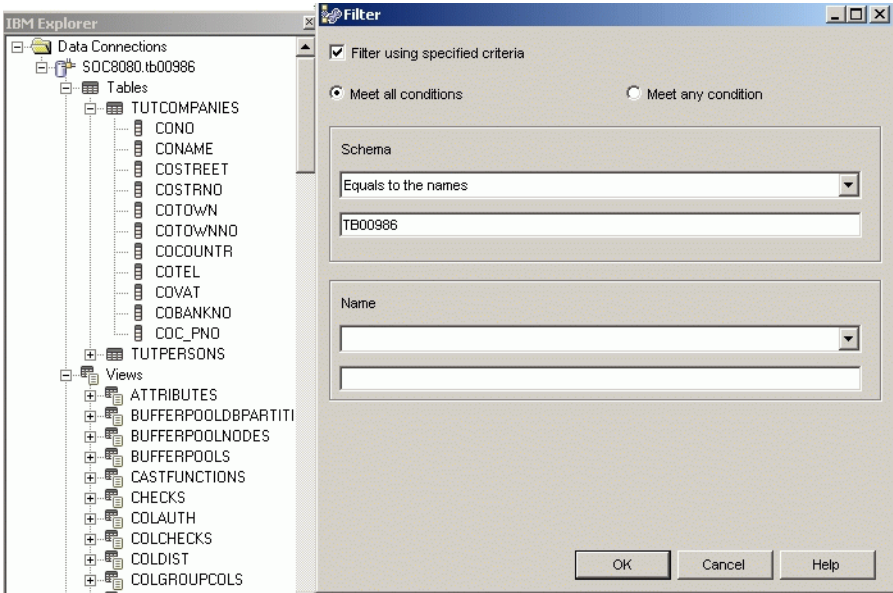 IBM Explorer
Data Connections
SOC8080.tb00986
Tables
TUTCOMPANIES
CONO
CONAME
COSTREET
COSTRNO
COTOWN
COTOWNNO
COCOUNTR
COTEL
COVAT
COBANKNO
COC_PNO
TUTPERSONS
Views
ATTRIBUTES
BUFFERPOOLDBPARTITI
BUFFERPOOLNODES
BUFFERPOOLS
CASTFUNCTIONS
CHECKS
COLAUTH
COLCHECKS
COLDIST
COLGROUPCOLS
Filter
Filter using specified criteria
Meet all conditions
Meet any condition
Schema
Equals to the names
TB00986
Name
OK
Cancel
Help